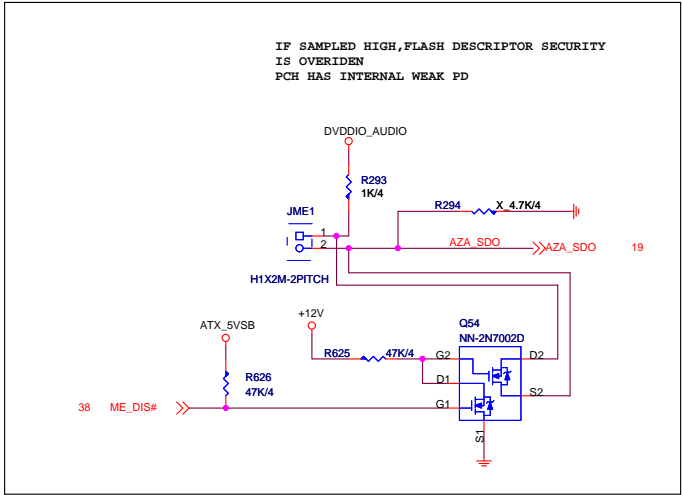 IF SAMPLED HIGH,FLASH DESCRIPTOR SECURITY
IS OVERIDEN
PCH HAS INTERNAL WEAK PD
DVDDIO_AUDIO
R293
1K/4
JME1
1
2
H1X2M-2PITCH
R294
X_4.7K/4
AZA_SDO
AZA_SDO
19
+12V
ATX_5VSB
R625
47K/4
Q54
NN-2N7002D
G2
D1
G1
D2
S2
S1
R626
47K/4
38
ME_DIS#